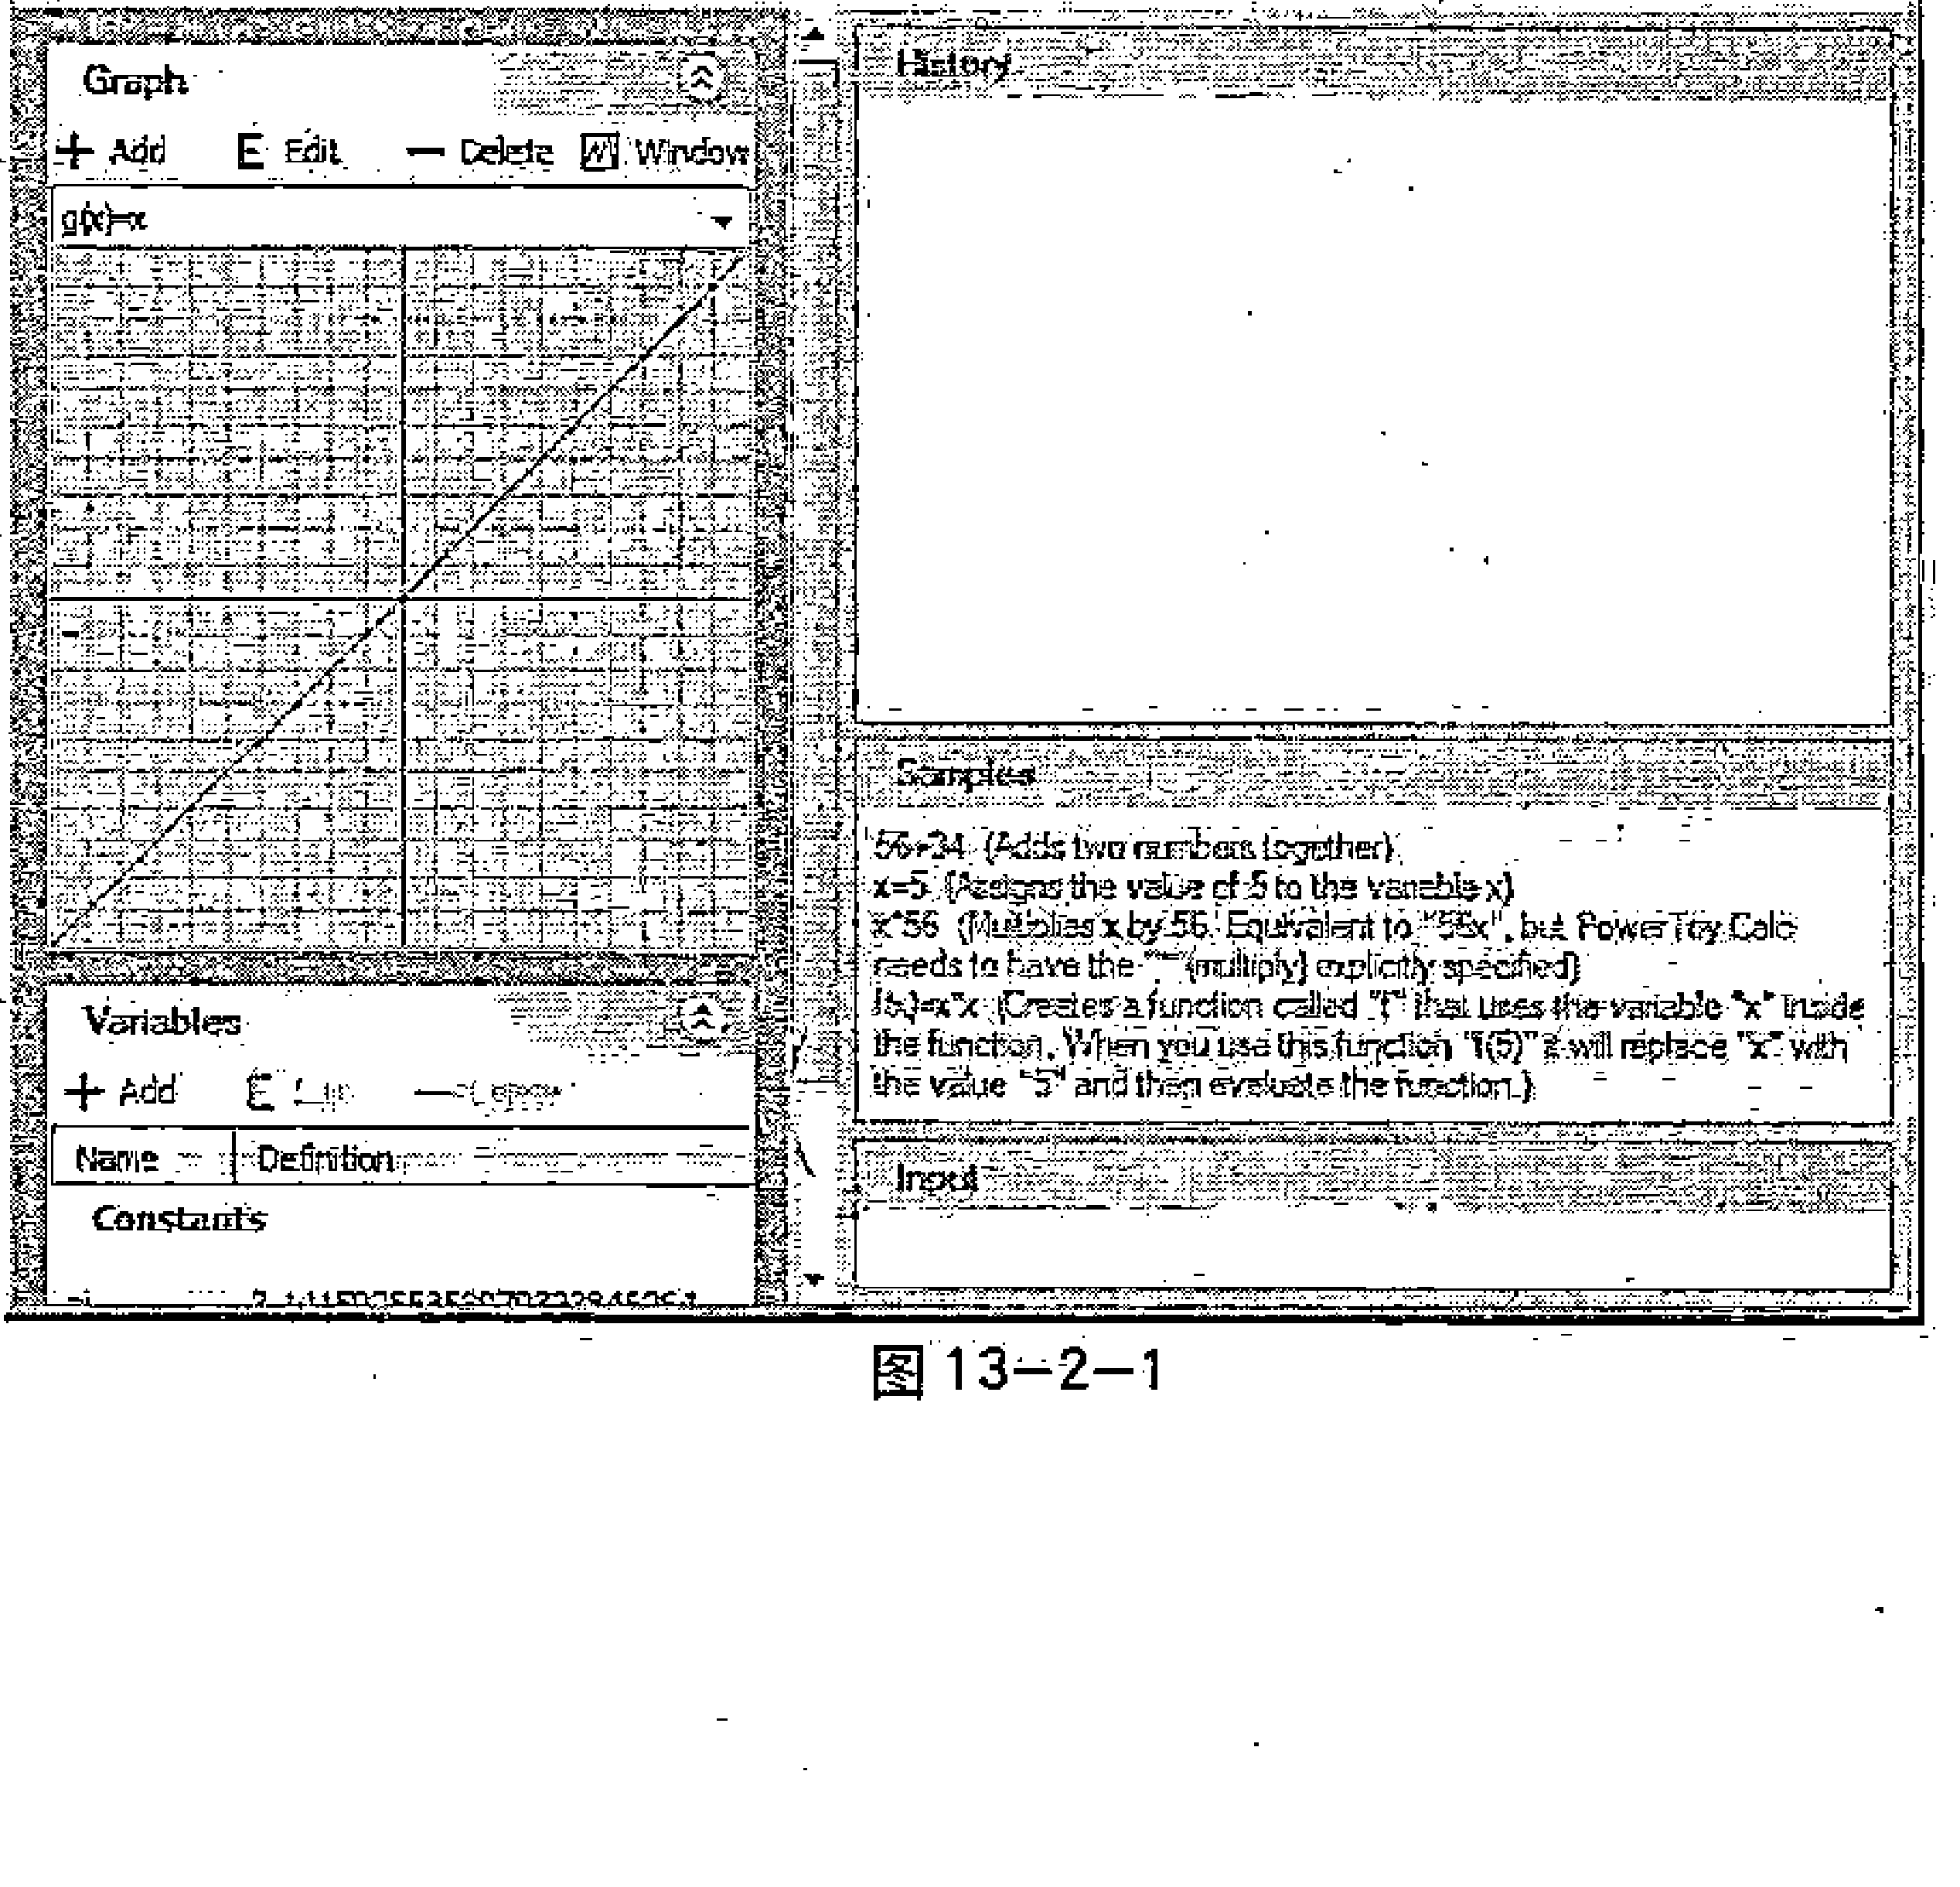 Graph
+ Add E Edit — Delete Window
g(x)=x
Variables
+ Add E
Name Definition
Constants
History
Samples
56+34 (Adds two numbers together)
x=5 (Assigns the value of 5 to the variable x)
x*56 (Multiplies x by 56. Equivalent to "56x", but PowerToy Calc
needs to have the "*" (multiply) explicitly specified)
f(x)=x*x (Creates a function called "f" that uses the variable "x" inside
the function. When you use this function "f(5)" it will replace "x" with
the value "5" and then evaluate the function.)
Input
图 13-2-1